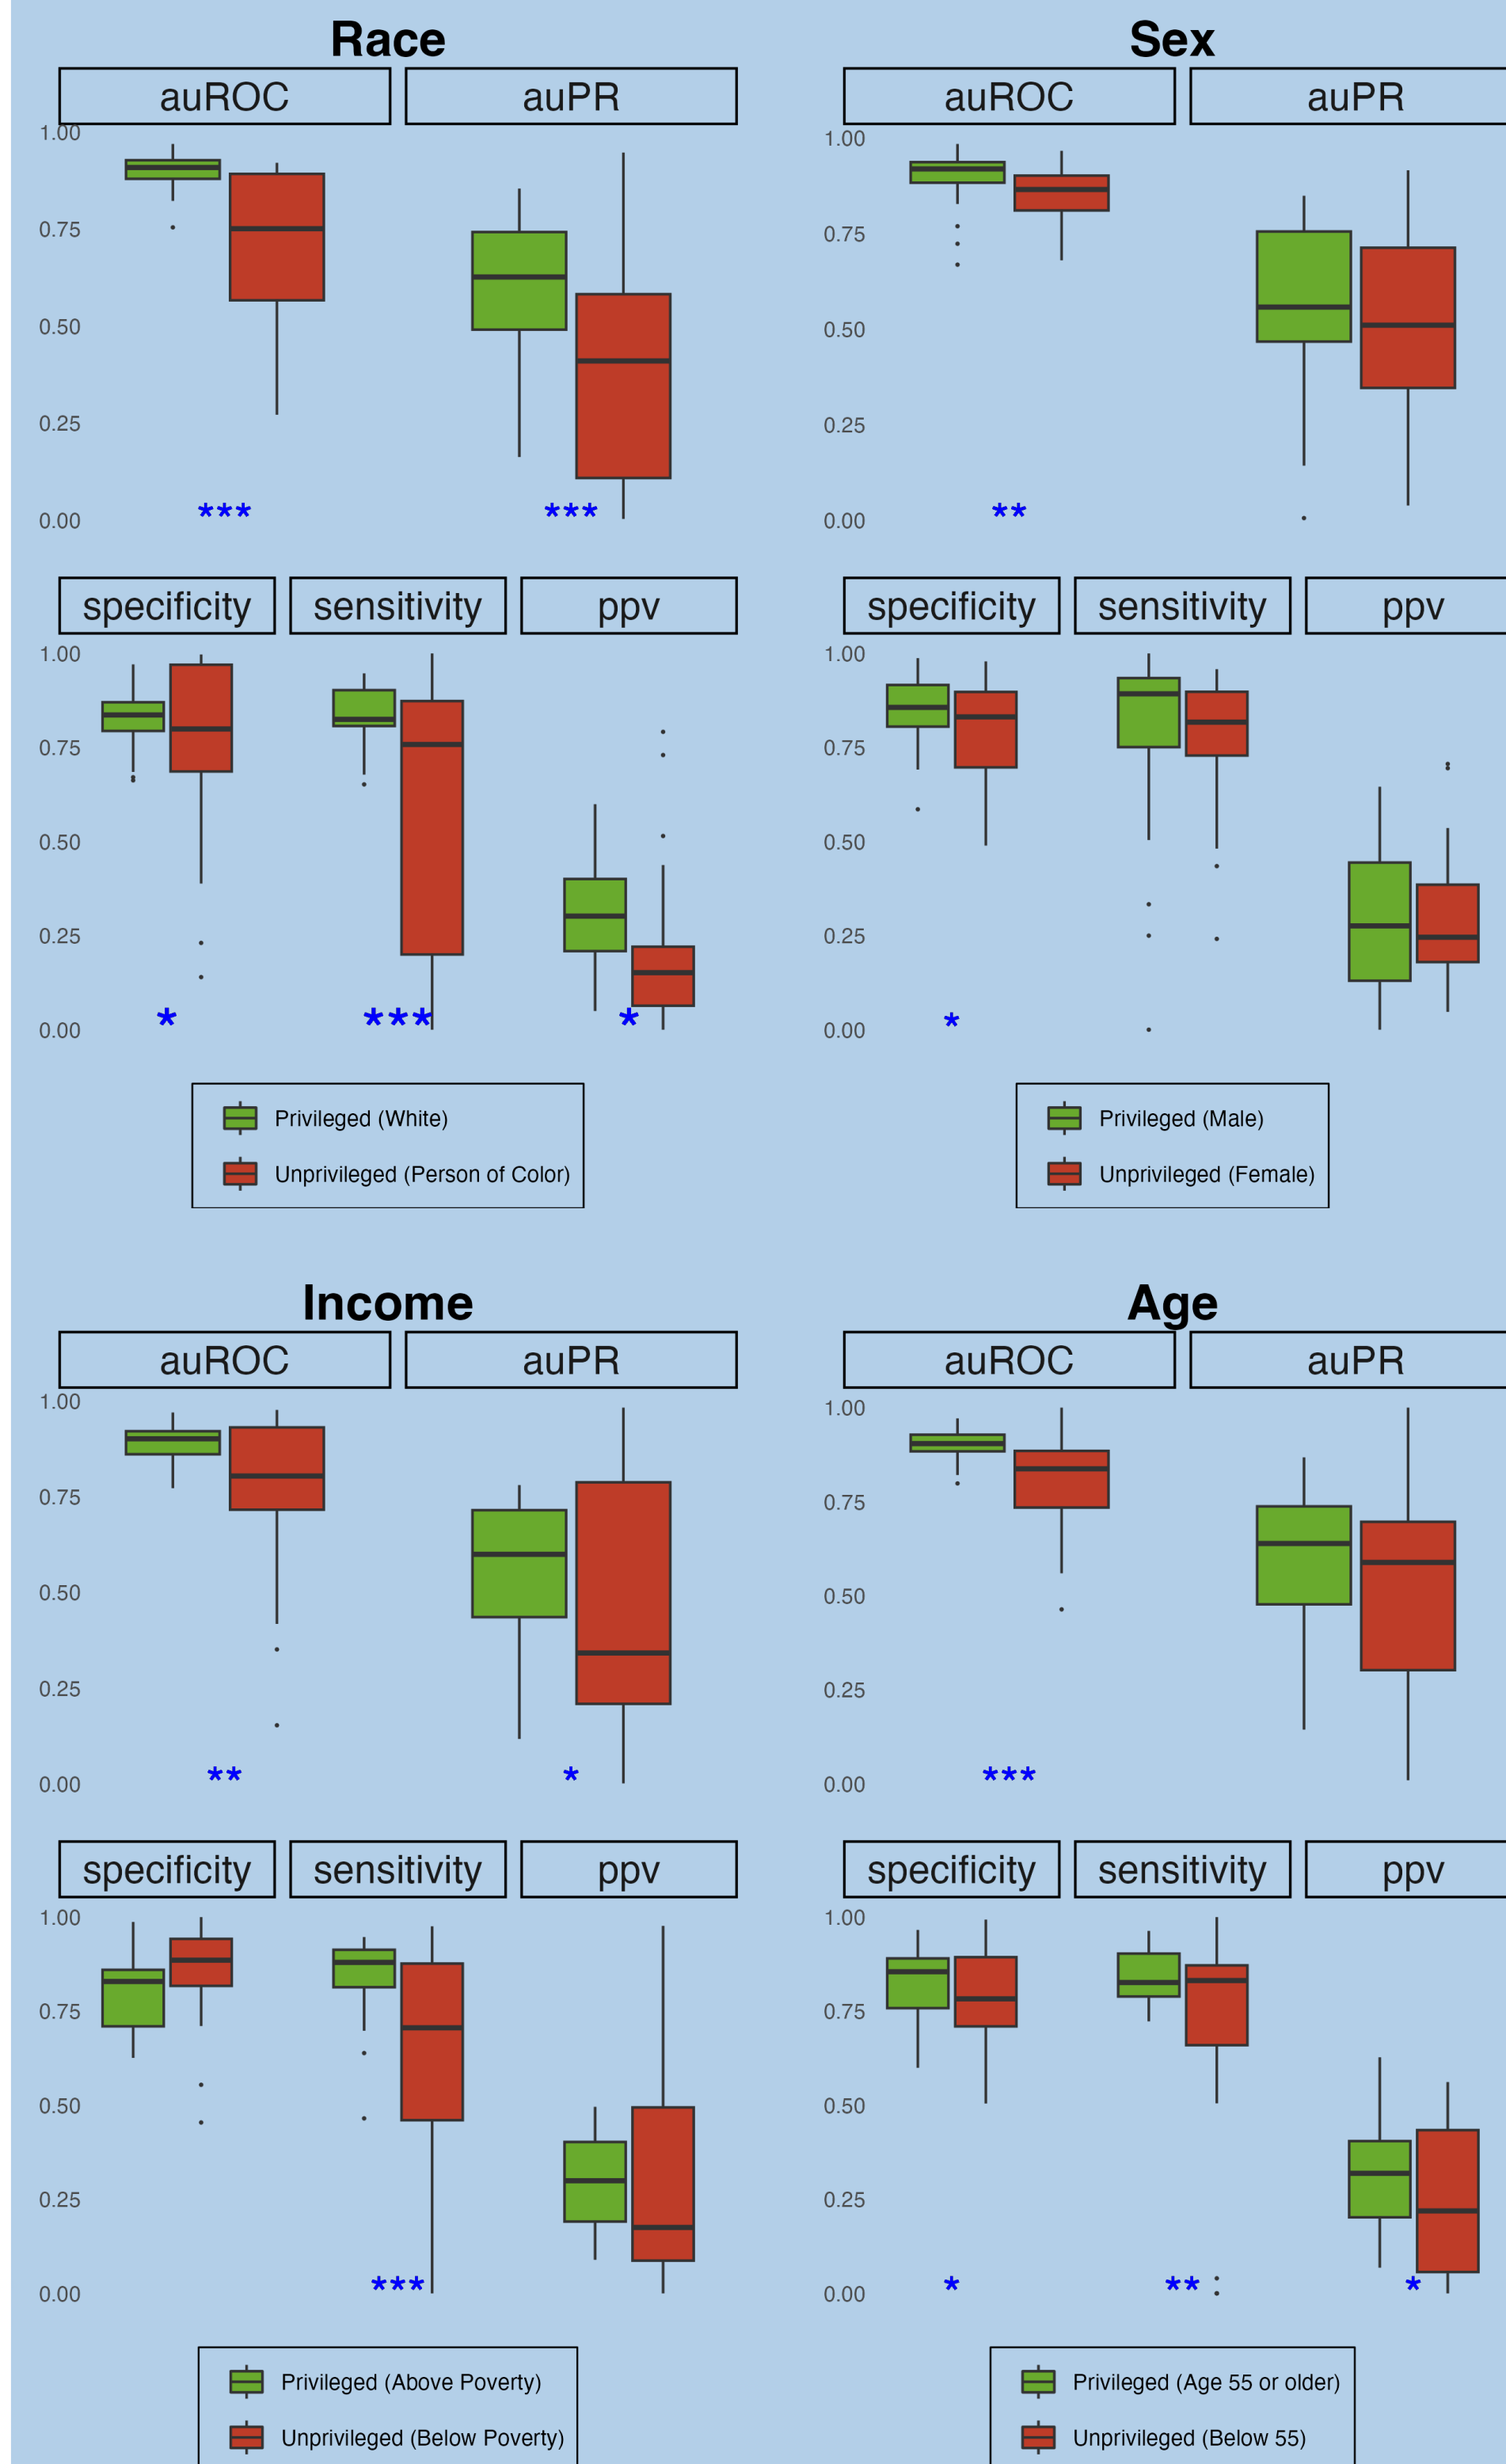 Race
auROC auPR
1.00
0.75
0.50
0.25
0.00
*** ***
specificity sensitivity ppv
1.00
0.75
0.50
0.25
0.00
* *** *
Privileged (White)
Unprivileged (Person of Color)
Sex
auROC auPR
1.00
0.75
0.50
0.25
0.00
**
specificity sensitivity ppv
1.00
0.75
0.50
0.25
0.00
*
Privileged (Male)
Unprivileged (Female)
Income
auROC auPR
1.00
0.75
0.50
0.25
0.00
** *
specificity sensitivity ppv
1.00
0.75
0.50
0.25
0.00
***
Privileged (Above Poverty)
Unprivileged (Below Poverty)
Age
auROC auPR
1.00
0.75
0.50
0.25
0.00
***
specificity sensitivity ppv
1.00
0.75
0.50
0.25
0.00
* ** *
Privileged (Age 55 or older)
Unprivileged (Below 55)